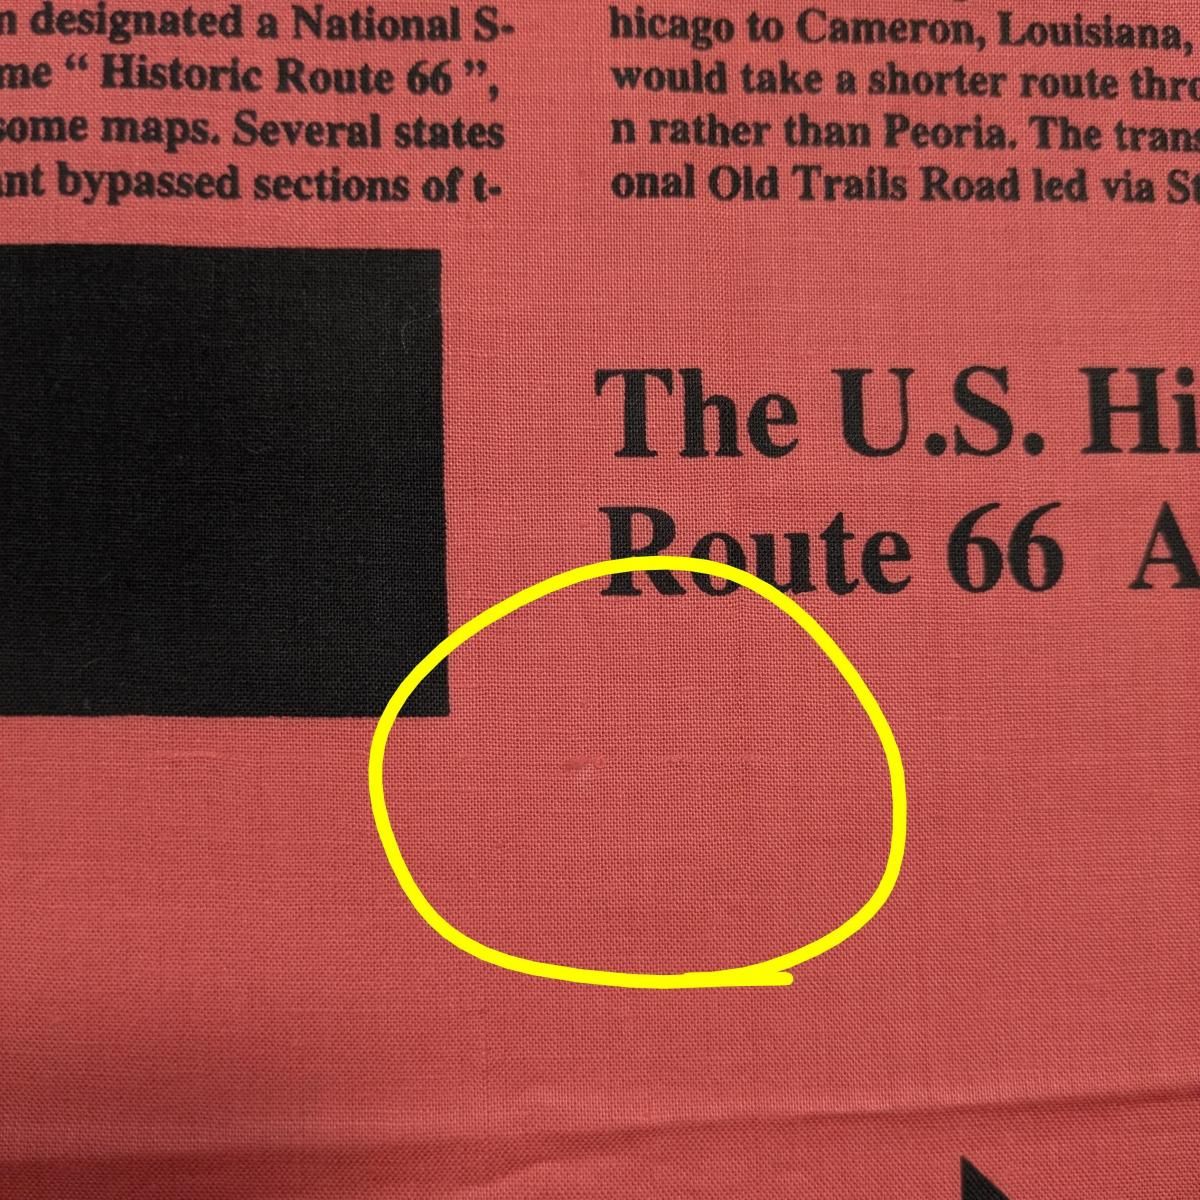 n designated a National S-
me “ Historic Route 66 ”,
some maps. Several states
ant bypassed sections of t-
hicago to Cameron, Louisiana,
would take a shorter route thro
n rather than Peoria. The trans
onal Old Trails Road led via St
The U.S. Hi
Route 66 A